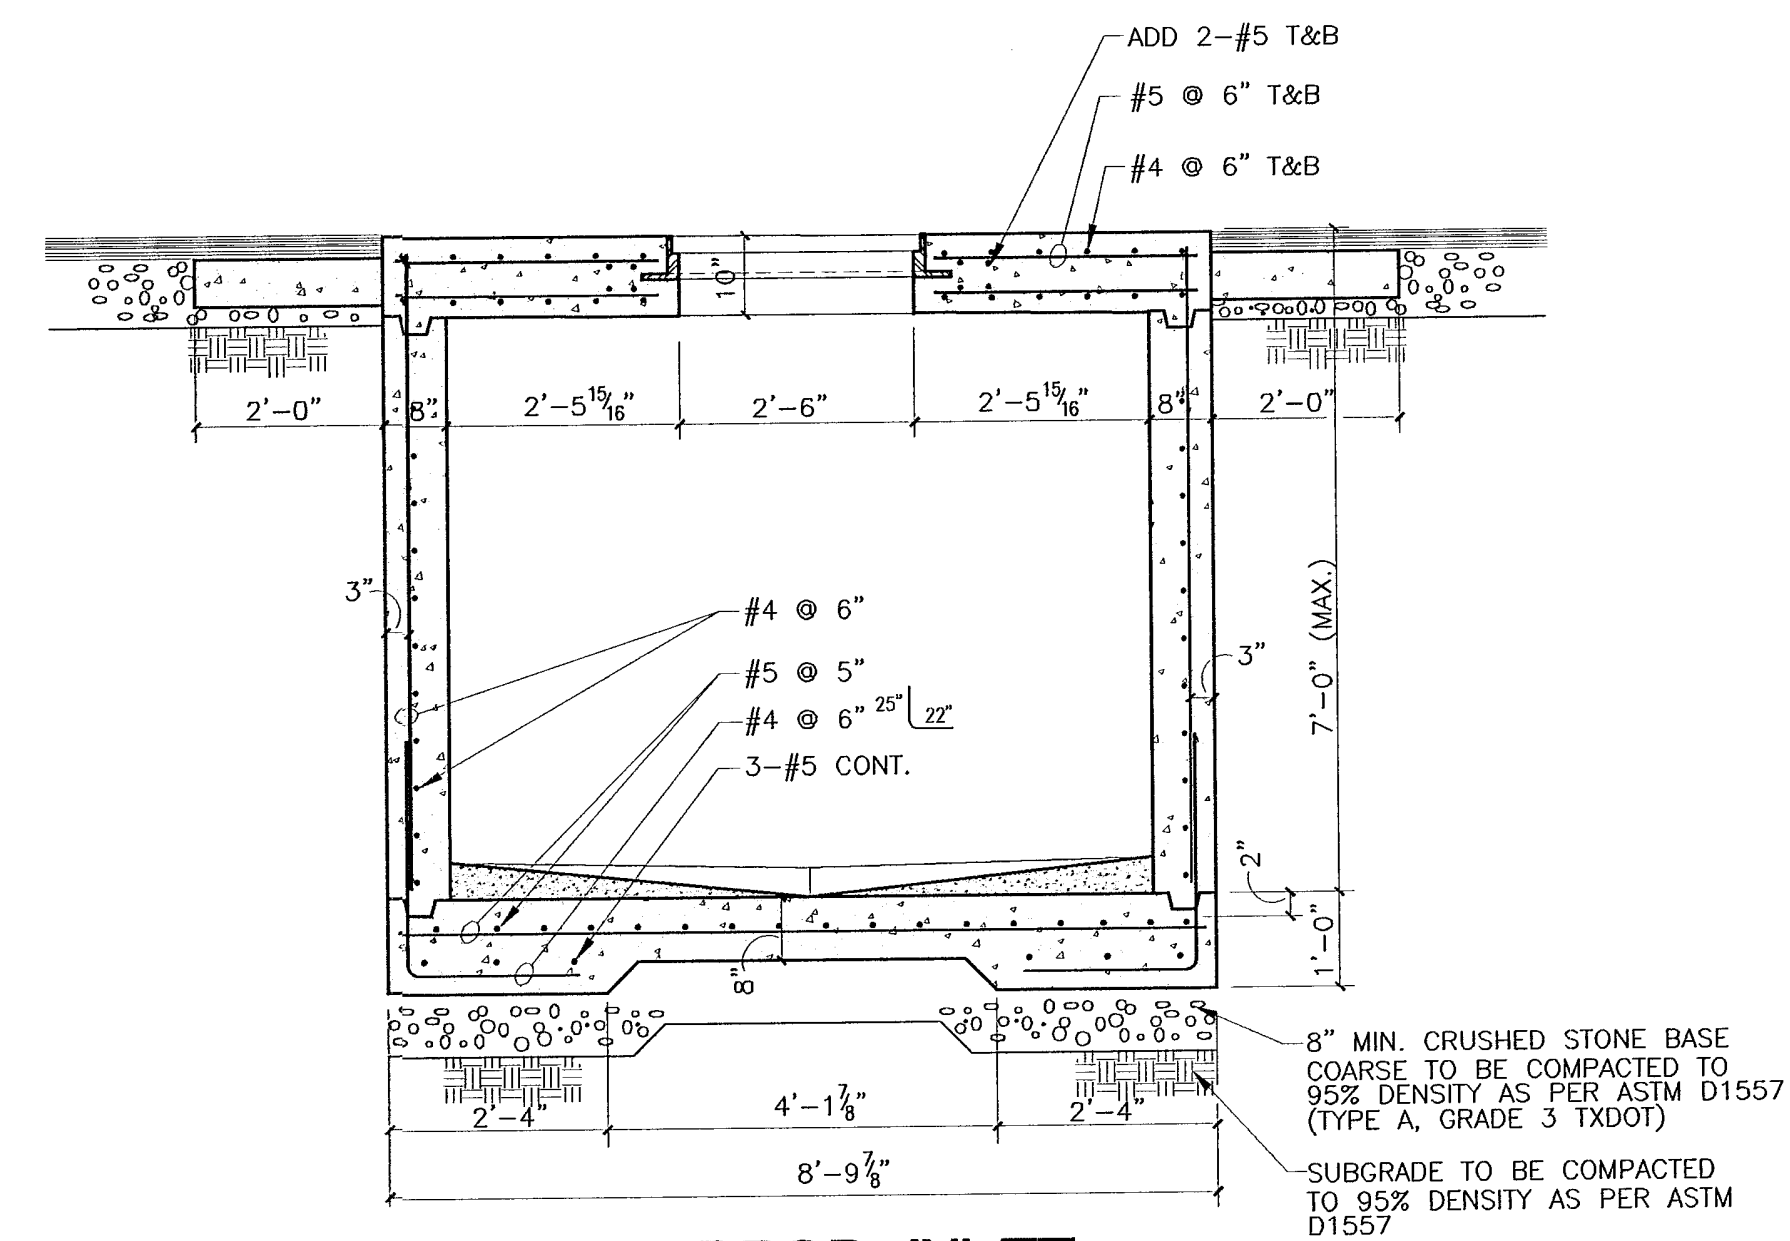 ADD 2-#5 T&B
#5 @ 6" T&B
#4 @ 6" T&B
10"
2'-0"
8"
2'-5 15/16"
2'-6"
2'-5 15/16"
8"
2'-0"
3"
#4 @ 6"
#5 @ 5"
#4 @ 6" 25" 22"
3-#5 CONT.
3"
7'-0" (MAX.)
2"
1'-0"
8"
8" MIN. CRUSHED STONE BASE
COARSE TO BE COMPACTED TO
95% DENSITY AS PER ASTM D1557
(TYPE A, GRADE 3 TXDOT)
2'-4"
4'-1 7/8"
2'-4"
8'-9 7/8"
SUBGRADE TO BE COMPACTED
TO 95% DENSITY AS PER ASTM
D1557